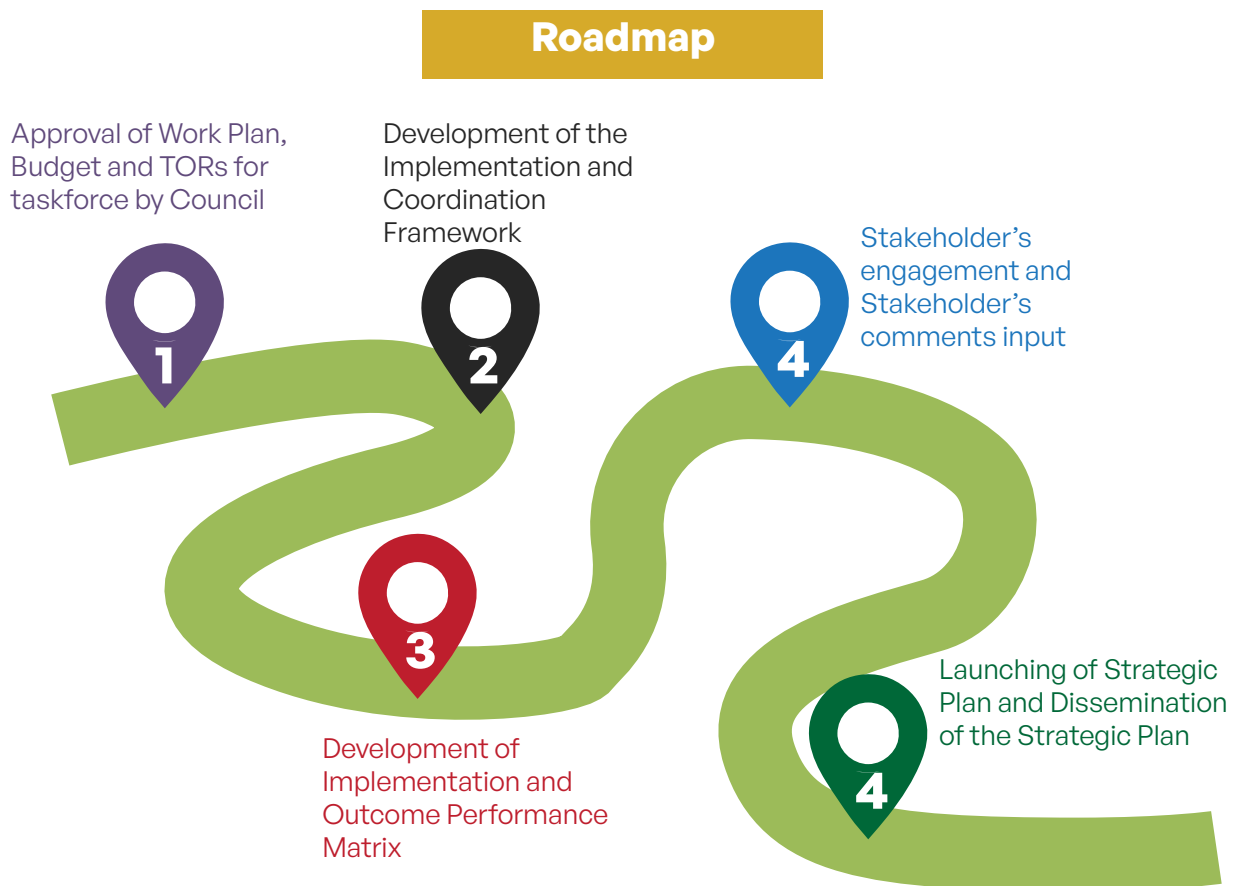 Roadmap
Approval of Work Plan,
Budget and TORs for
taskforce by Council
1
Development of the
Implementation and
Coordination
Framework
2
3
Development of
Implementation and
Outcome Performance
Matrix
Stakeholder’s
engagement and
Stakeholder’s
comments input
4
Launching of Strategic
Plan and Dissemination
of the Strategic Plan
4